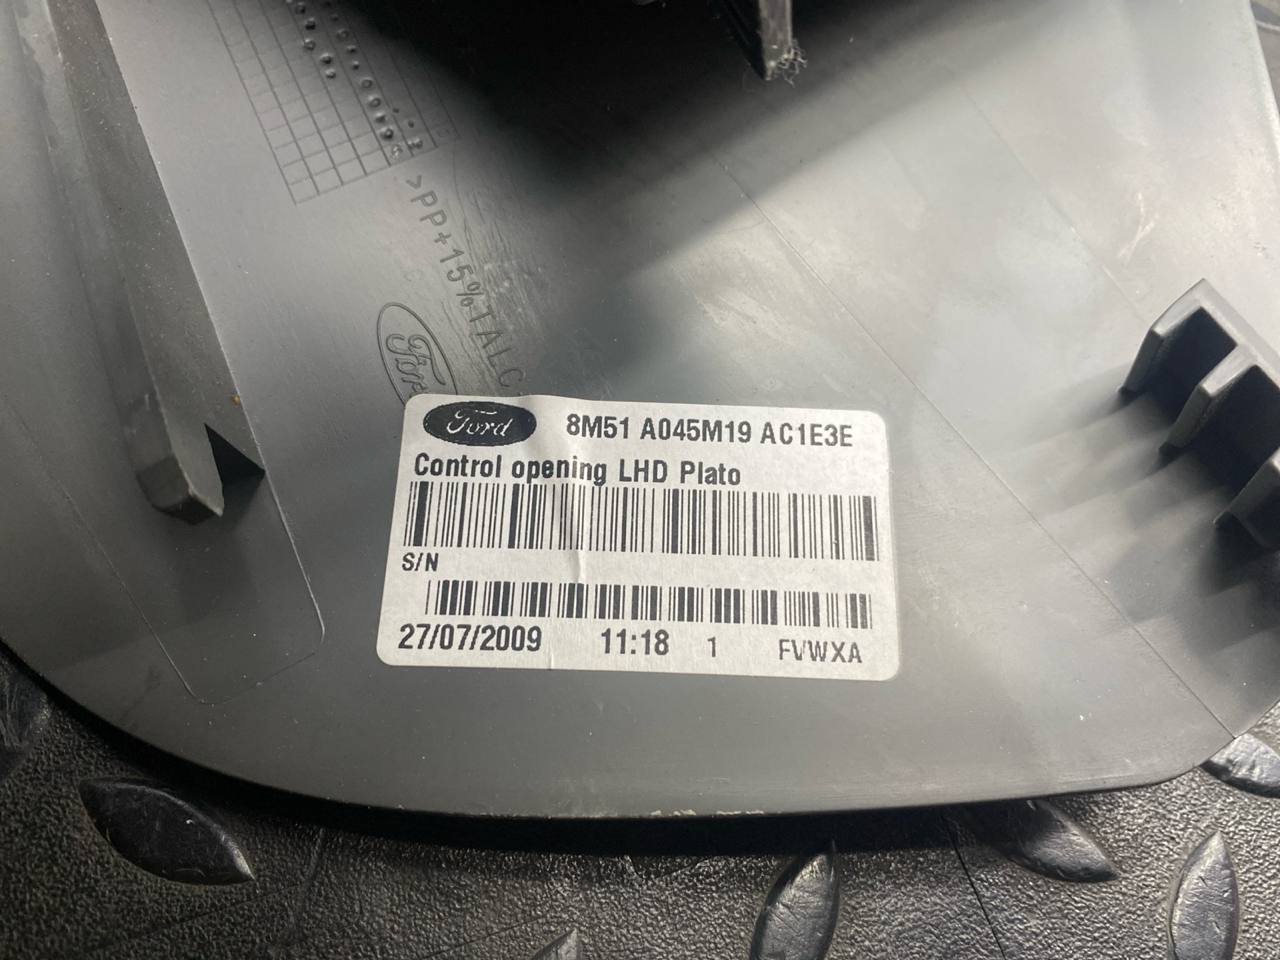 >PP+15%TALC
Ford
Ford 8M51 A045M19 AC1E3E
Control opening LHD Plato
S/N
27/07/2009 11:18 1 FVWXA